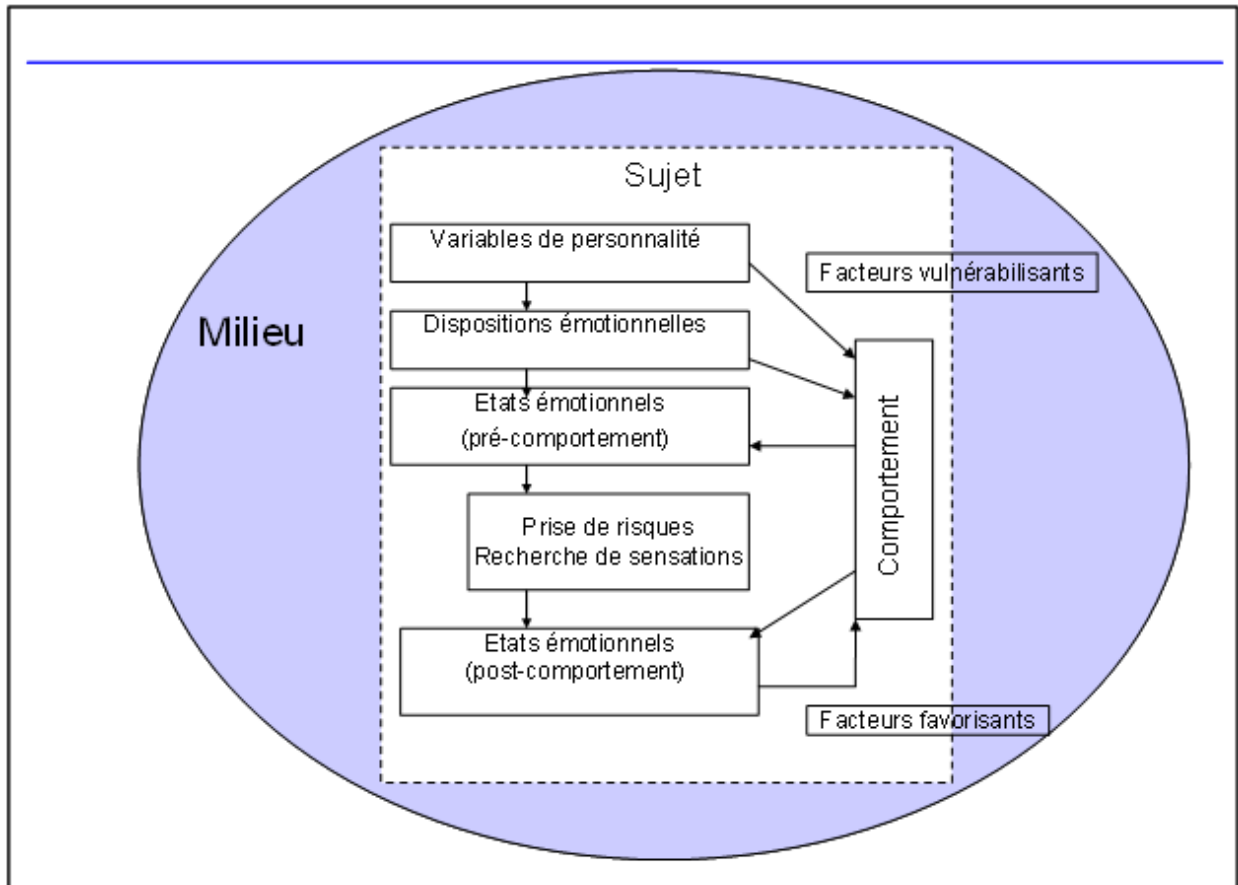 Sujet
Variables de personnalité
Facteurs vulnérabilisants
Milieu
Dispositions émotionnelles
Etats émotionnels
(pré-comportement)
Comportement
Prise de risques
Recherche de sensations
Etats émotionnels
(post-comportement)
Facteurs favorisants